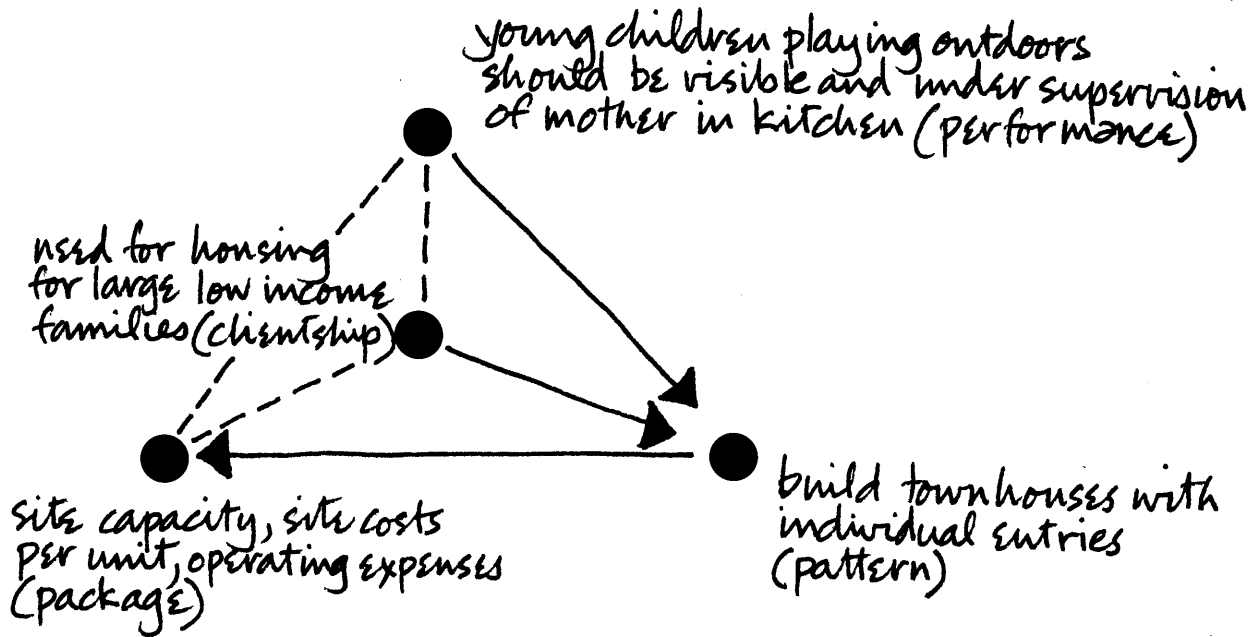 young children playing outdoors
should be visible and under supervision
of mother in kitchen (performance)
need for housing
for large low income
families (clientship)
site capacity, site costs
per unit, operating expenses
(package)
build townhouses with
individual entries
(pattern)